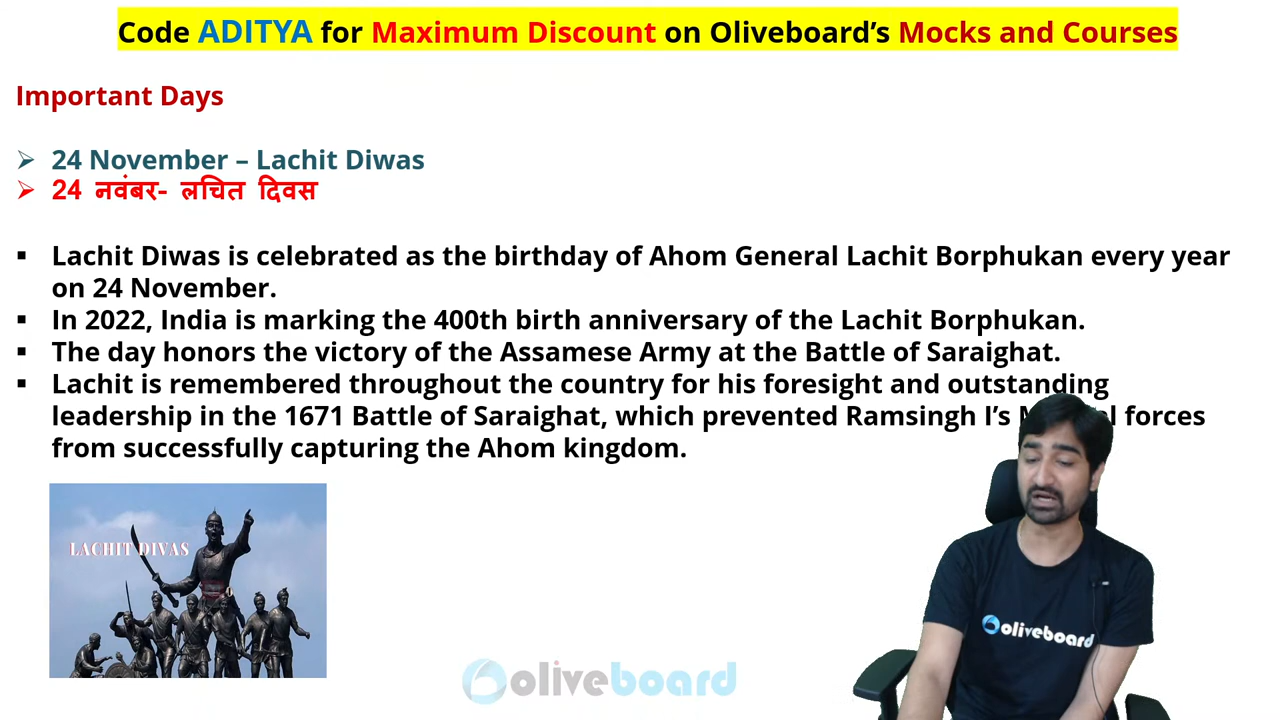 Code ADITYA for Maximum Discount on Oliveboard’s Mocks and Courses
Important Days
24 November – Lachit Diwas
24 नवंबर- लचित दिवस
Lachit Diwas is celebrated as the birthday of Ahom General Lachit Borphukan every year
on 24 November.
In 2022, India is marking the 400th birth anniversary of the Lachit Borphukan.
The day honors the victory of the Assamese Army at the Battle of Saraighat.
Lachit is remembered throughout the country for his foresight and outstanding
leadership in the 1671 Battle of Saraighat, which prevented Ramsingh I’s forces
from successfully capturing the Ahom kingdom.
LACHIT DIVAS
oliveboard
oliveboard